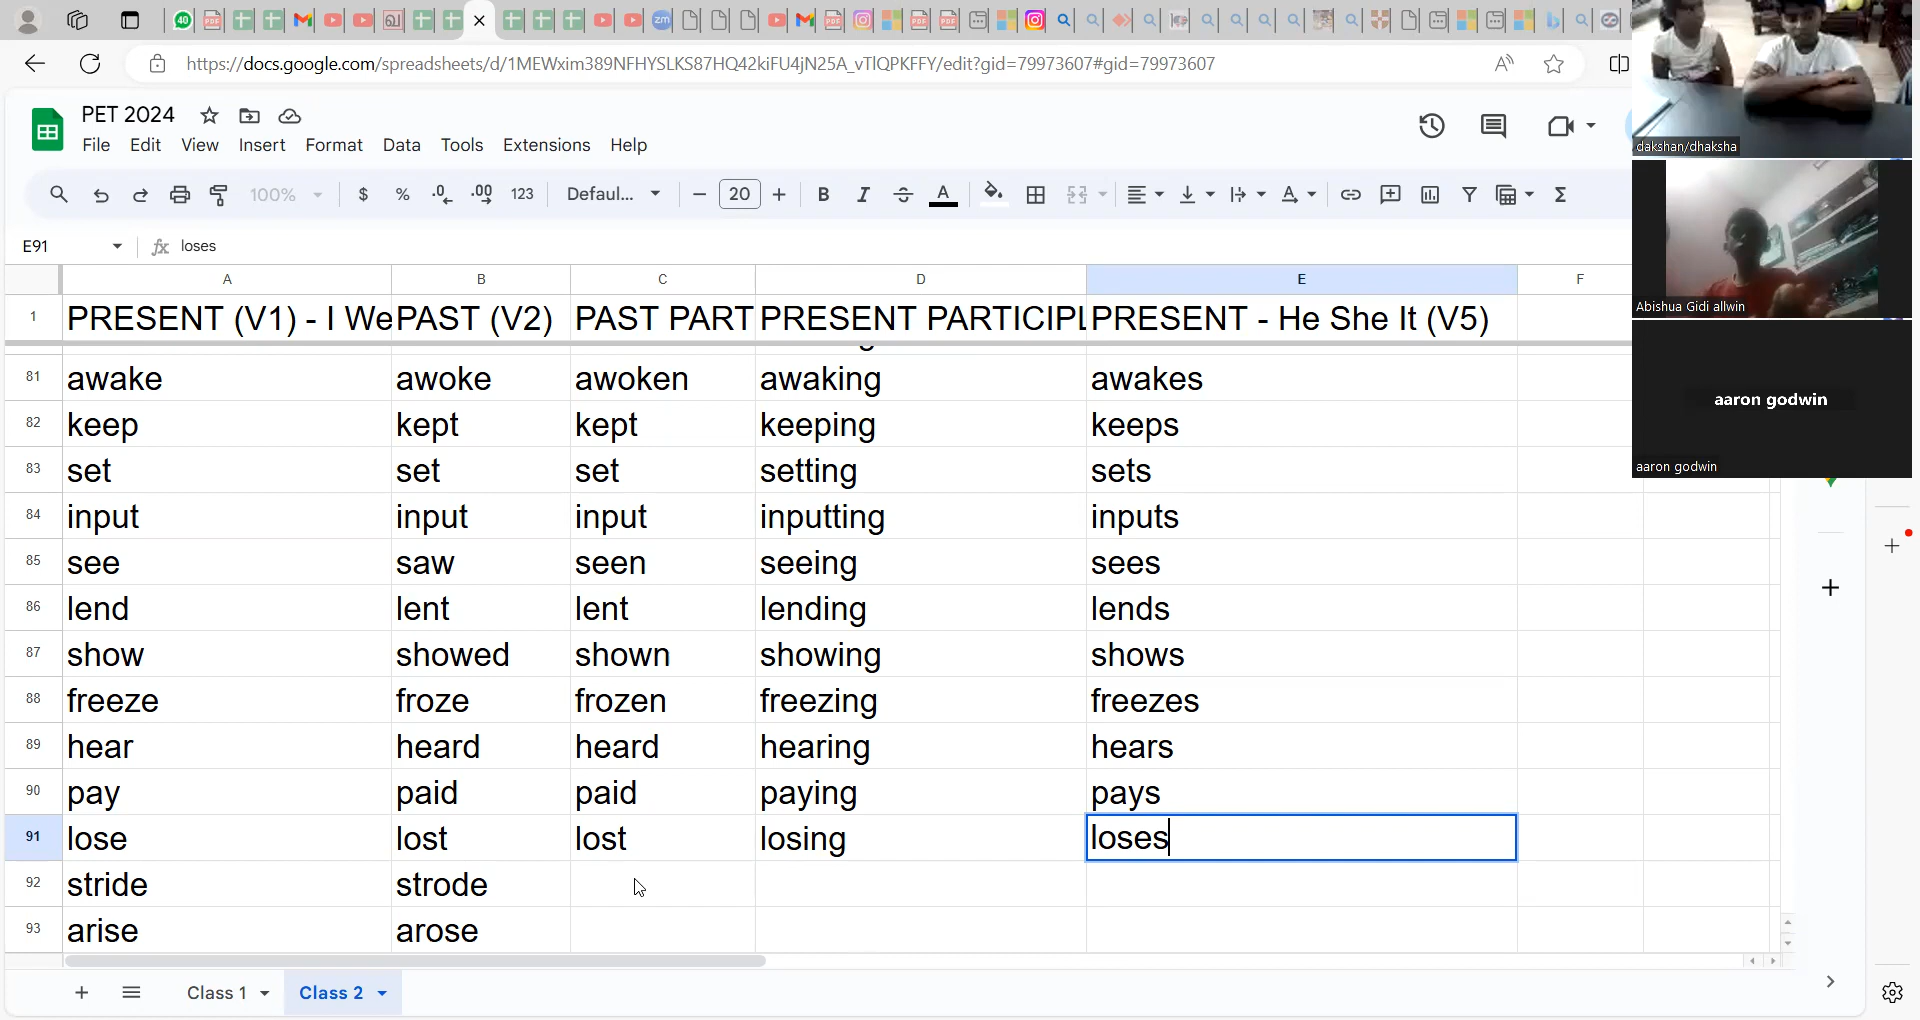 https://docs.google.com/spreadsheets/d/1MEWxim389NFHYSLKS87HQ42kiFU4jN25A_vTlQPKFFY/edit?gid=79973607#gid=79973607
PET 2024
File Edit View Insert Format Data Tools Extensions Help
100% $ % .0 .00 123 Defaul... 20 B I A
E91 fx loses
A B C D E F
1 PRESENT (V1) - I We PAST (V2) PAST PART PRESENT PARTICIPL PRESENT - He She It (V5)
81 awake awoke awoken awaking awakes
82 keep kept kept keeping keeps
83 set set set setting sets
84 input input input inputting inputs
85 see saw seen seeing sees
86 lend lent lent lending lends
87 show showed shown showing shows
88 freeze froze frozen freezing freezes
89 hear heard heard hearing hears
90 pay paid paid paying pays
91 lose lost lost losing loses
92 stride strode
93 arise arose
Class 1 Class 2
dakshan/dhaksha
Abishua Gidi allwin
aaron godwin
aaron godwin